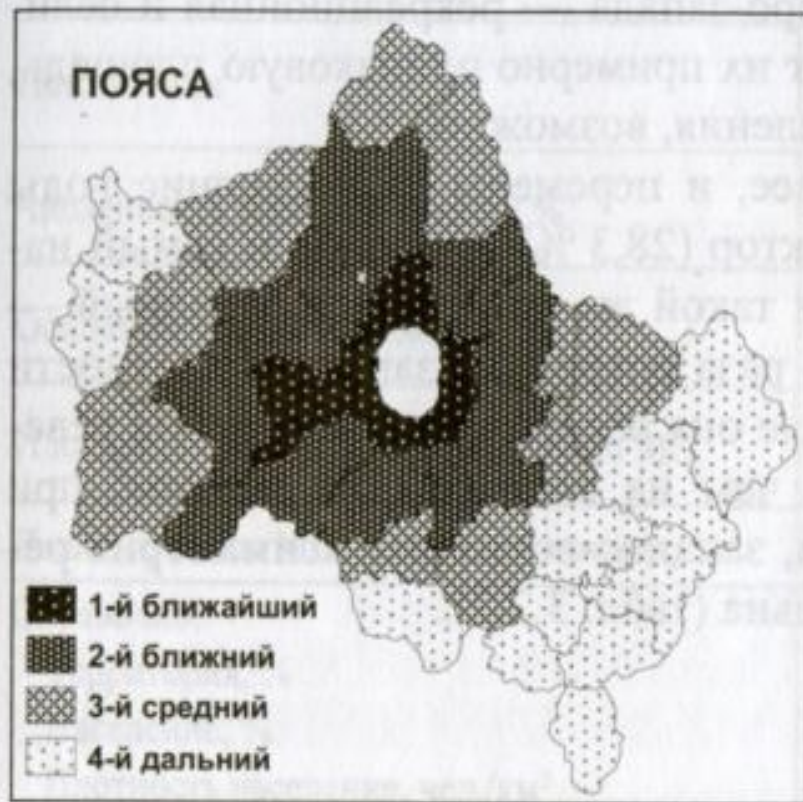 ПОЯСА
1-й ближайший
2-й ближний
3-й средний
4-й дальний